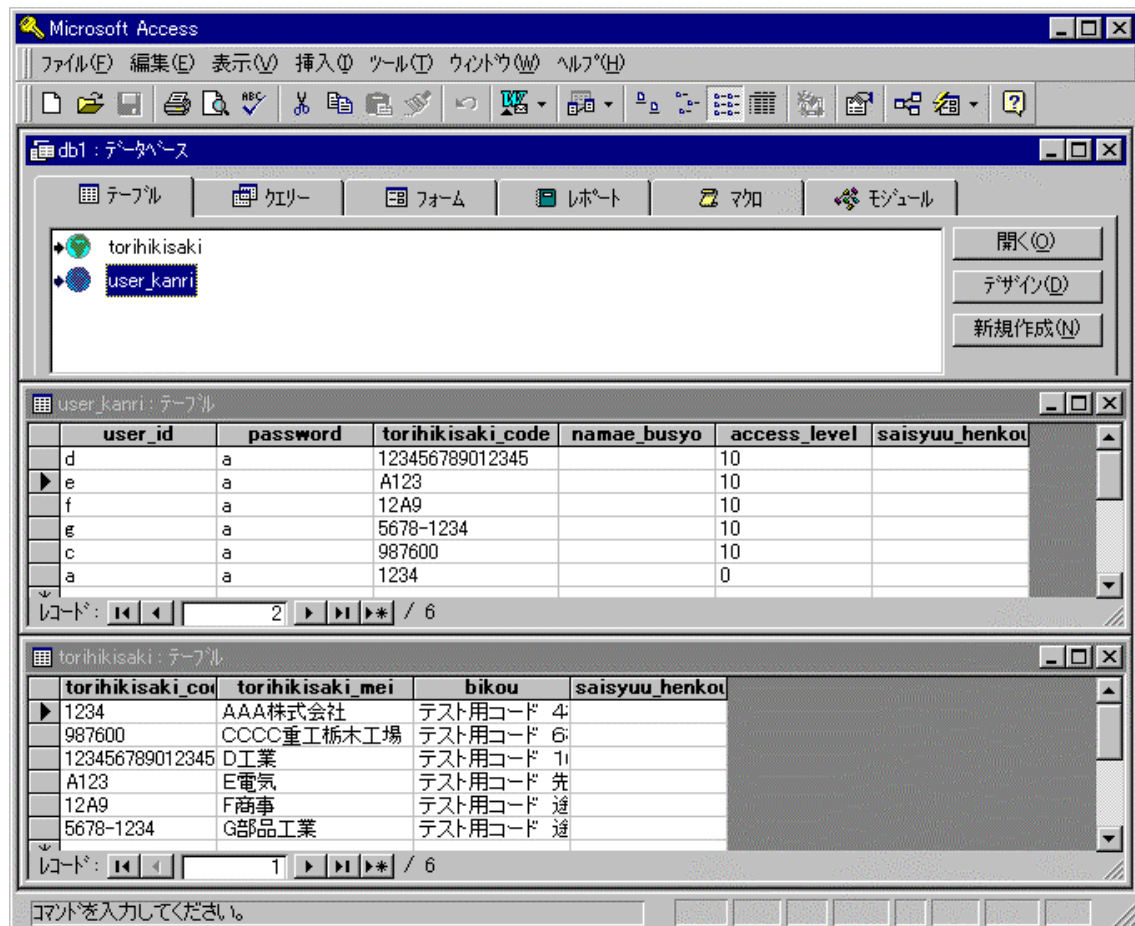 Microsoft Access
ファイル(F) 編集(E) 表示(V) 挿入(I) ツール(T) ウィンドウ(W) ヘルプ(H)
db1 : データベース
テーブル クエリー フォーム レポート マクロ モジュール
torihikisaki 開く(O)
user_kanri デザイン(D)
新規作成(N)
user_kanri : テーブル
user_id password torihikisaki_code namae_busyo access_level saisyuu_henkou
d a 123456789012345 10
e a A123 10
f a 12A9 10
g a 5678-1234 10
c a 987600 10
a a 1234 0
レコード: 2 / 6
torihikisaki : テーブル
torihikisaki_cod torihikisaki_mei bikou saisyuu_henkou
1234 AAA株式会社 テスト用コード 4
987600 CCCC重工栃木工場 テスト用コード 6
123456789012345 D工業 テスト用コード 1
A123 E電気 テスト用コード 先
12A9 F商事 テスト用コード 途
5678-1234 G部品工業 テスト用コード 途
レコード: 1 / 6
コマンドを入力してください。